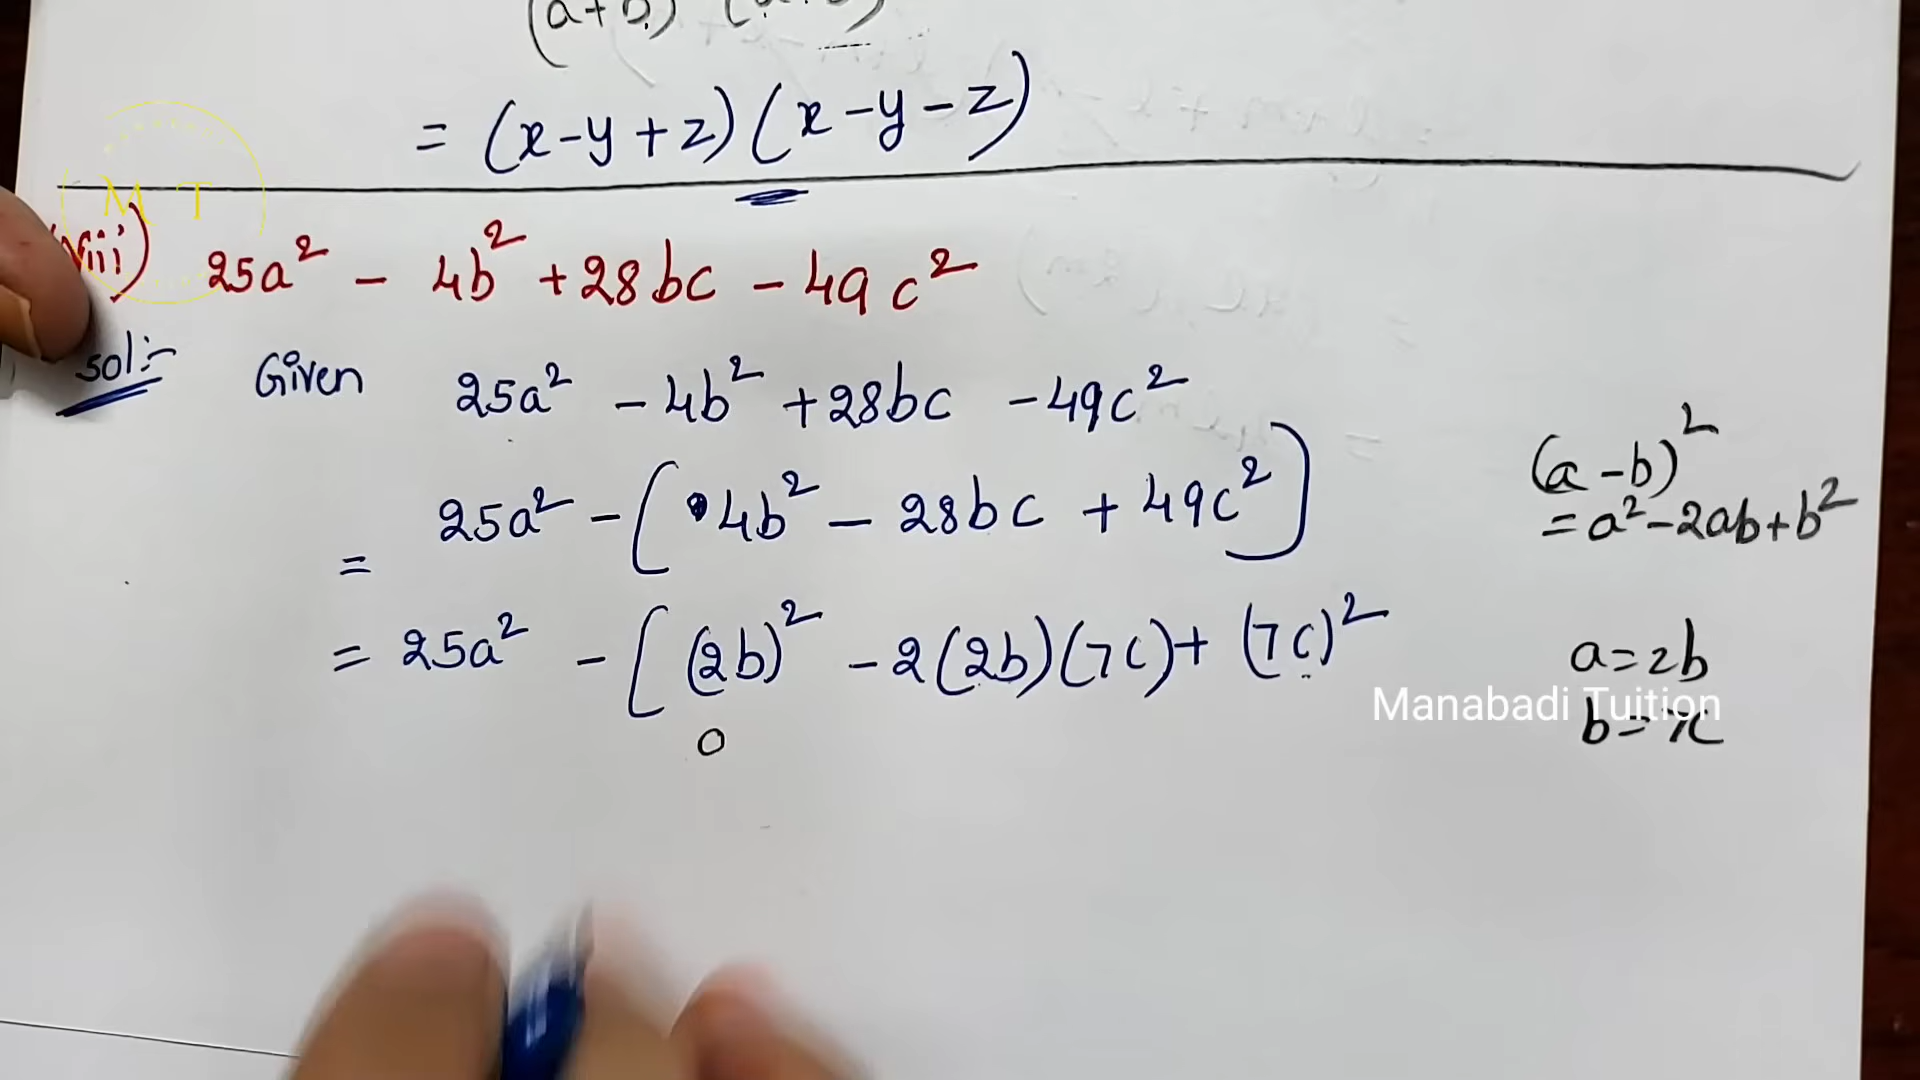 = (x-y+z)(x-y-z)
M T
viii) 25a² - 4b² + 28bc - 49c²
Sol:- Given 25a² - 4b² + 28bc - 49c²
= 25a² - [4b² - 28bc + 49c²]
= 25a² - [(2b)² - 2(2b)(7c) + (7c)²
(a-b)²
= a² - 2ab + b²
a = 2b
Manabadi Tuition
b = 7c